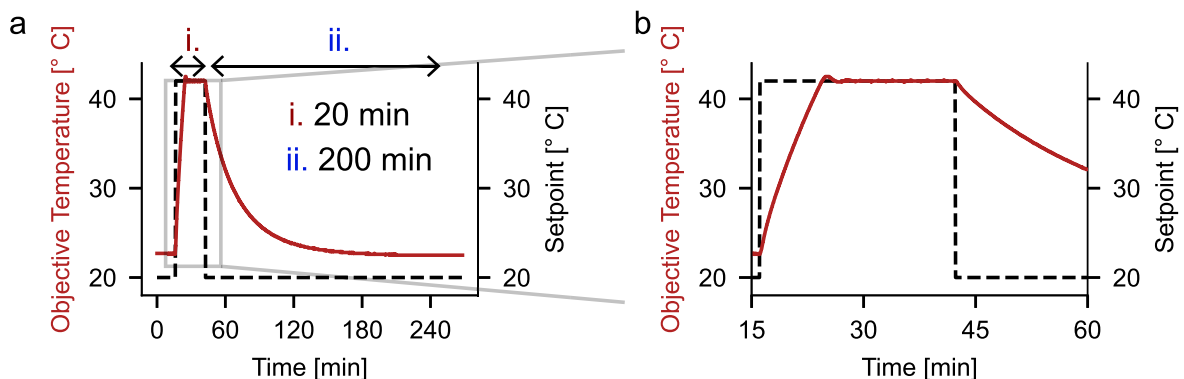 a
Objective Temperature [° C]
i.
ii.
40
30
20
i. 20 min
ii. 200 min
40
30
20
Setpoint [° C]
0
60
120
180
240
Time [min]
b
Objective Temperature [° C]
40
30
20
40
30
20
Setpoint [° C]
15
30
45
60
Time [min]